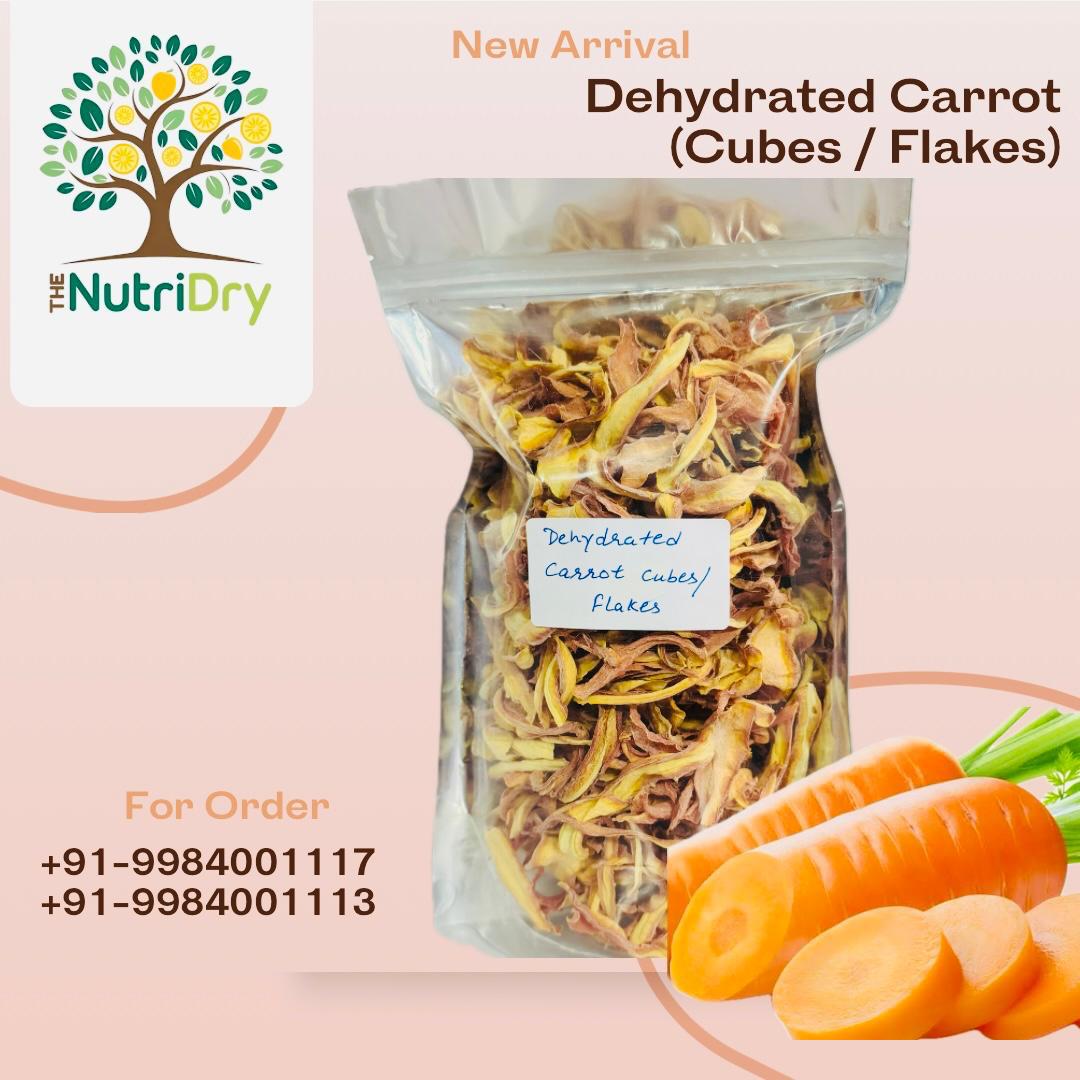 THE NutriDry
New Arrival
Dehydrated Carrot
(Cubes / Flakes)
Dehydrated
Carrot Cubes/
flakes
For Order
+91-9984001117
+91-9984001113